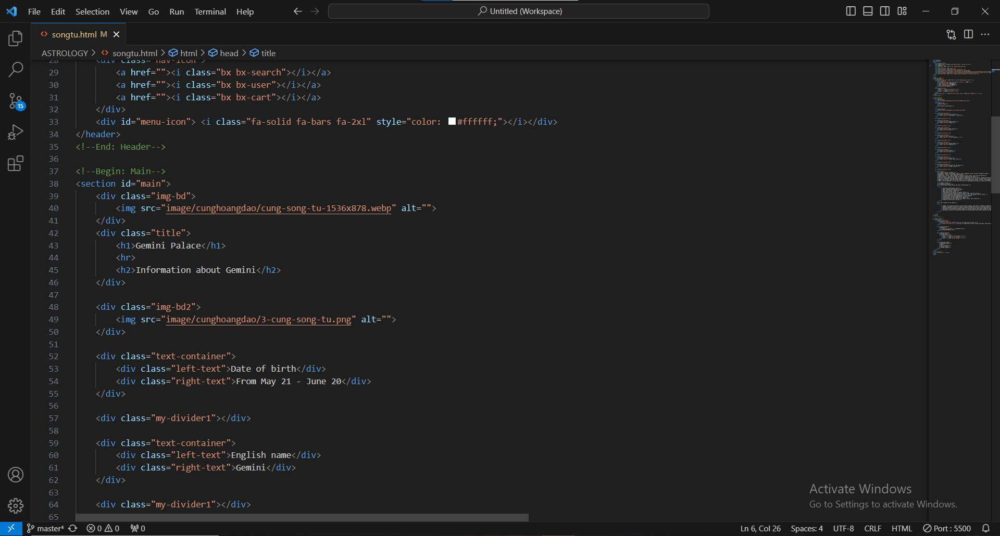 File Edit Selection View Go Run Terminal Help Untitled (Workspace)
songtu.html M
ASTROLOGY > songtu.html > html > head > title
28 <div class="nav-icon">
29 <a href=""><i class="bx bx-search"></i></a>
30 <a href=""><i class="bx bx-user"></i></a>
31 <a href=""><i class="bx bx-cart"></i></a>
32 </div>
33 <div id="menu-icon"> <i class="fa-solid fa-bars fa-2xl" style="color: #ffffff;"></i></div>
34 </header>
35 <!--End: Header-->
36
37 <!--Begin: Main-->
38 <section id="main">
39 <div class="img-bd">
40 <img src="image/cunghoangdao/cung-song-tu-1536x878.webp" alt="">
41 </div>
42 <div class="title">
43 <h1>Gemini Palace</h1>
44 <hr>
45 <h2>Information about Gemini</h2>
46 </div>
47
48 <div class="img-bd2">
49 <img src="image/cunghoangdao/3-cung-song-tu.png" alt="">
50 </div>
51
52 <div class="text-container">
53 <div class="left-text">Date of birth</div>
54 <div class="right-text">From May 21 - June 20</div>
55 </div>
56
57 <div class="my-divider1"></div>
58
59 <div class="text-container">
60 <div class="left-text">English name</div>
61 <div class="right-text">Gemini</div>
62 </div>
63
64 <div class="my-divider1"></div>
65
15
Activate Windows
Go to Settings to activate Windows.
master* 0 0 0 Ln 6, Col 26 Spaces: 4 UTF-8 CRLF HTML Port : 5500